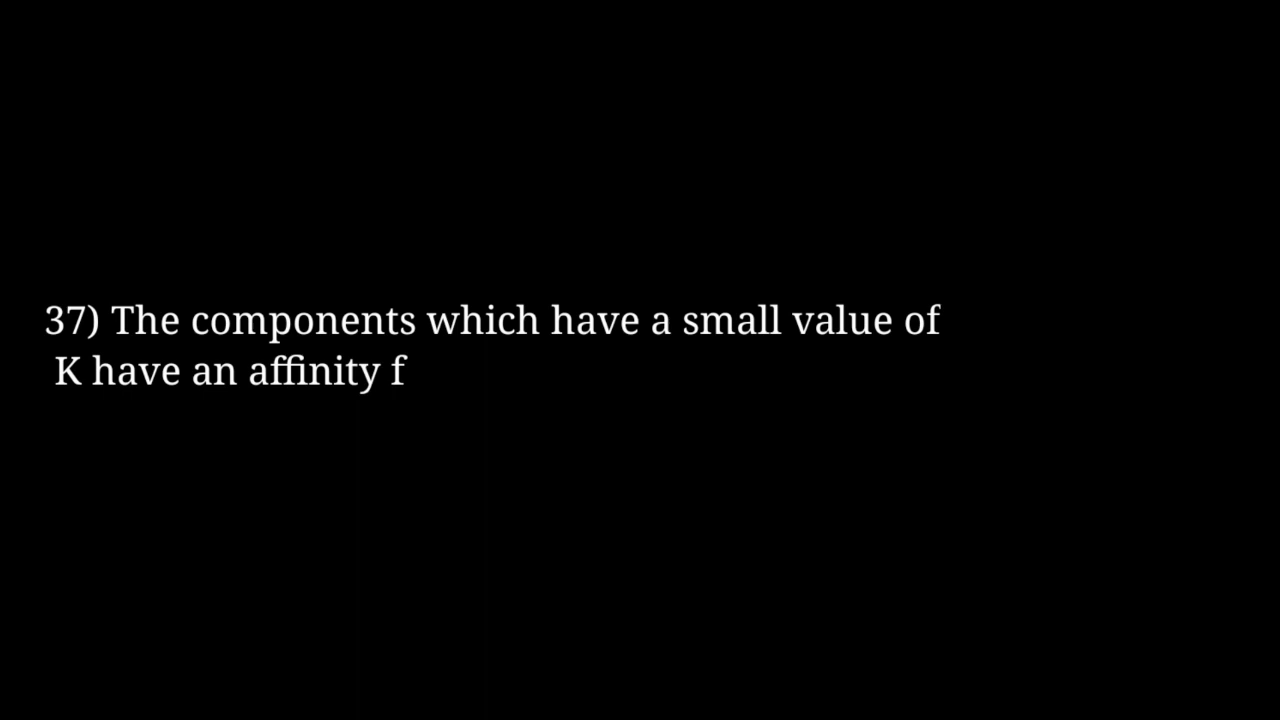 37) The components which have a small value of
K have an affinity f